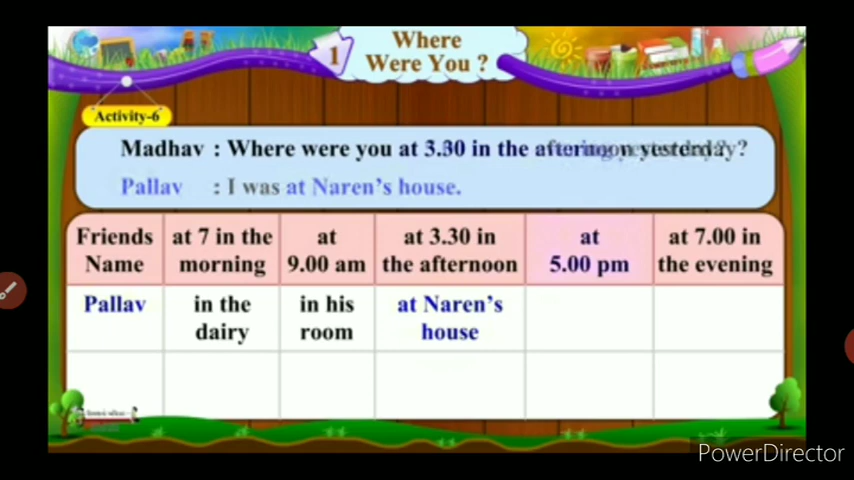 1
Where
Were You ?
Activity-6
Madhav : Where were you at 3.30 in the
Pallav : I was at Naren's house.
Friends Name
at 7 in the morning
at 9.00 am
at 3.30 in the afternoon
at 5.00 pm
at 7.00 in the evening
Pallav
in the dairy
in his room
at Naren's house
PowerDirector